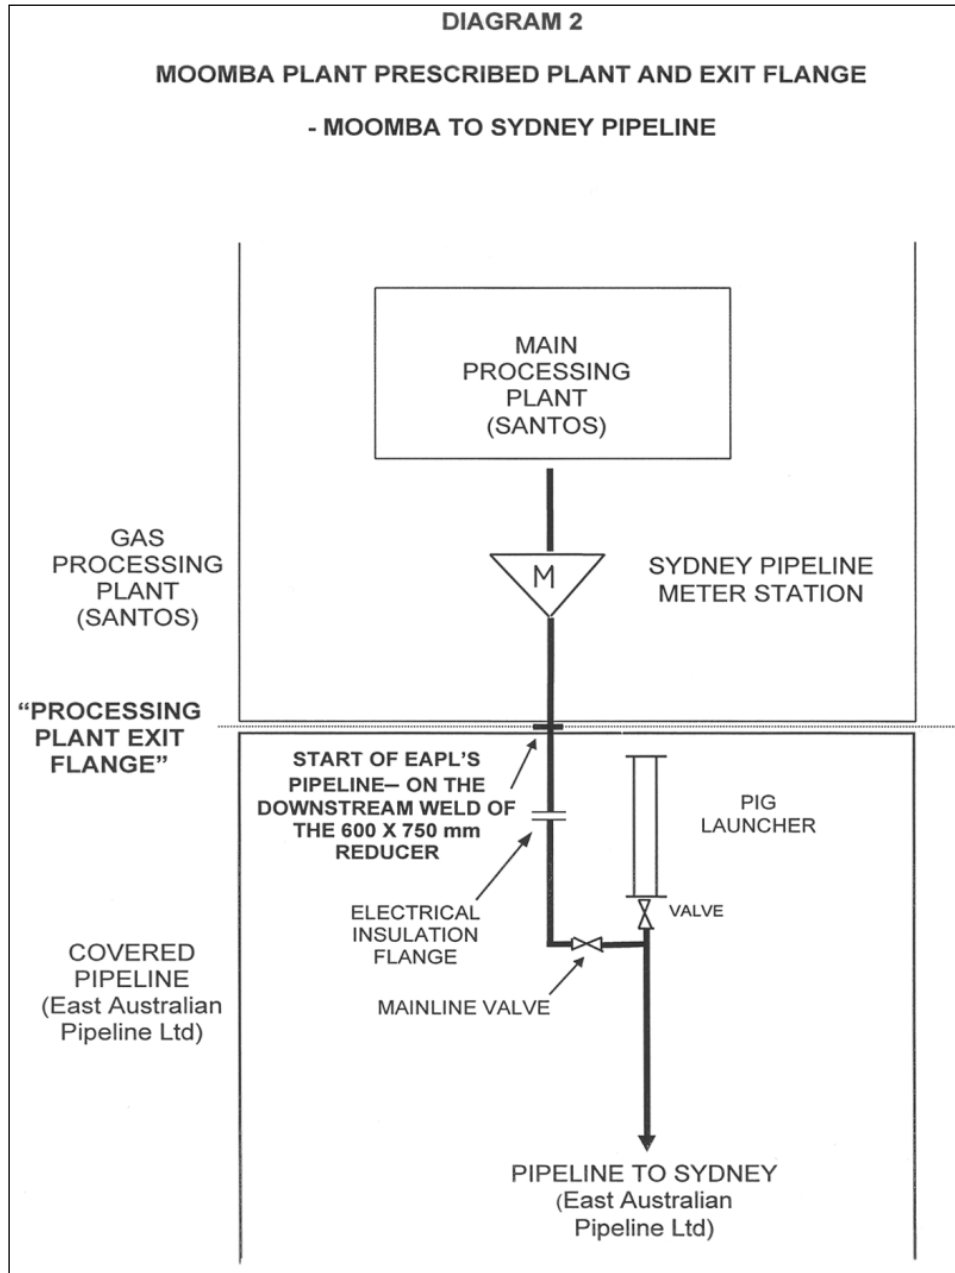 DIAGRAM 2
MOOMBA PLANT PRESCRIBED PLANT AND EXIT FLANGE
- MOOMBA TO SYDNEY PIPELINE
MAIN
PROCESSING
PLANT
(SANTOS)
GAS
PROCESSING
PLANT
(SANTOS)
M
SYDNEY PIPELINE
METER STATION
“PROCESSING
PLANT EXIT
FLANGE”
START OF EAPL’S
PIPELINE– ON THE
DOWNSTREAM WELD OF
THE 600 X 750 mm
REDUCER
PIG
LAUNCHER
VALVE
ELECTRICAL
INSULATION
FLANGE
MAINLINE VALVE
COVERED
PIPELINE
(East Australian
Pipeline Ltd)
PIPELINE TO SYDNEY
(East Australian
Pipeline Ltd)